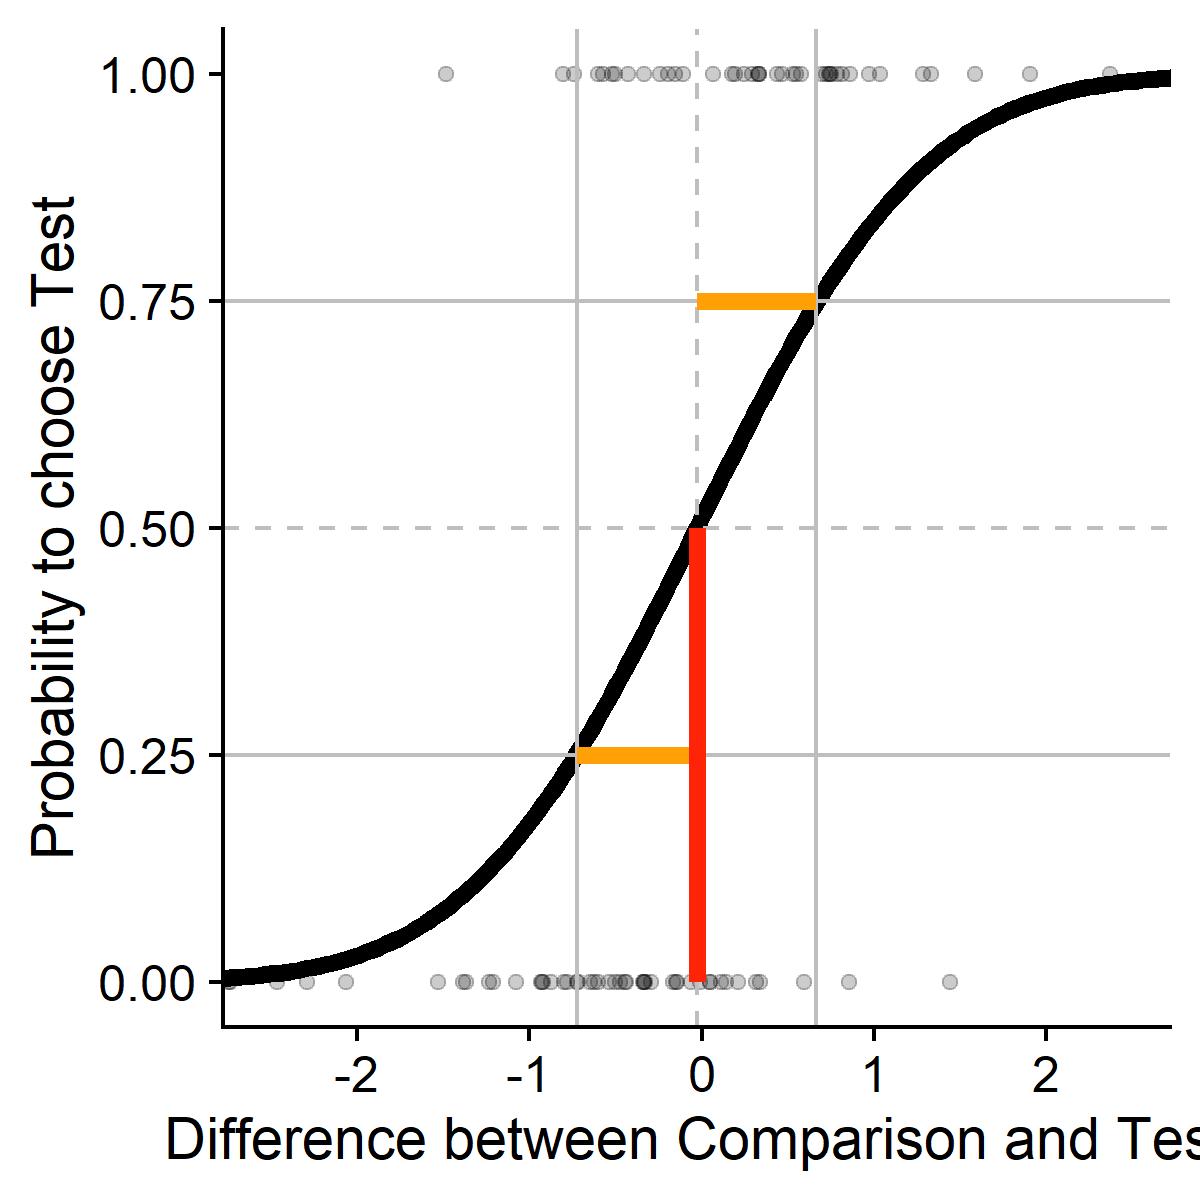 Probability to choose Test
1.00
0.75
0.50
0.25
0.00
-2 -1 0 1 2
Difference between Comparison and Tes